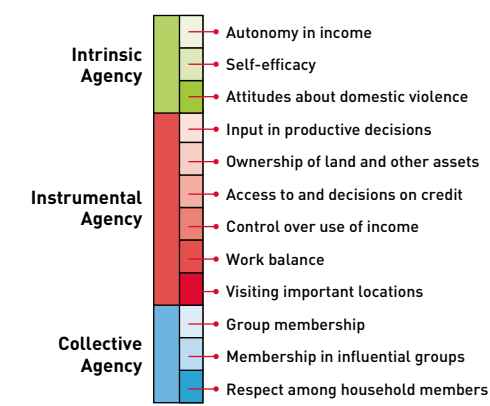 Intrinsic
Agency
Autonomy in income
Self-efficacy
Attitudes about domestic violence
Instrumental
Agency
Input in productive decisions
Ownership of land and other assets
Access to and decisions on credit
Control over use of income
Work balance
Visiting important locations
Collective
Agency
Group membership
Membership in influential groups
Respect among household members